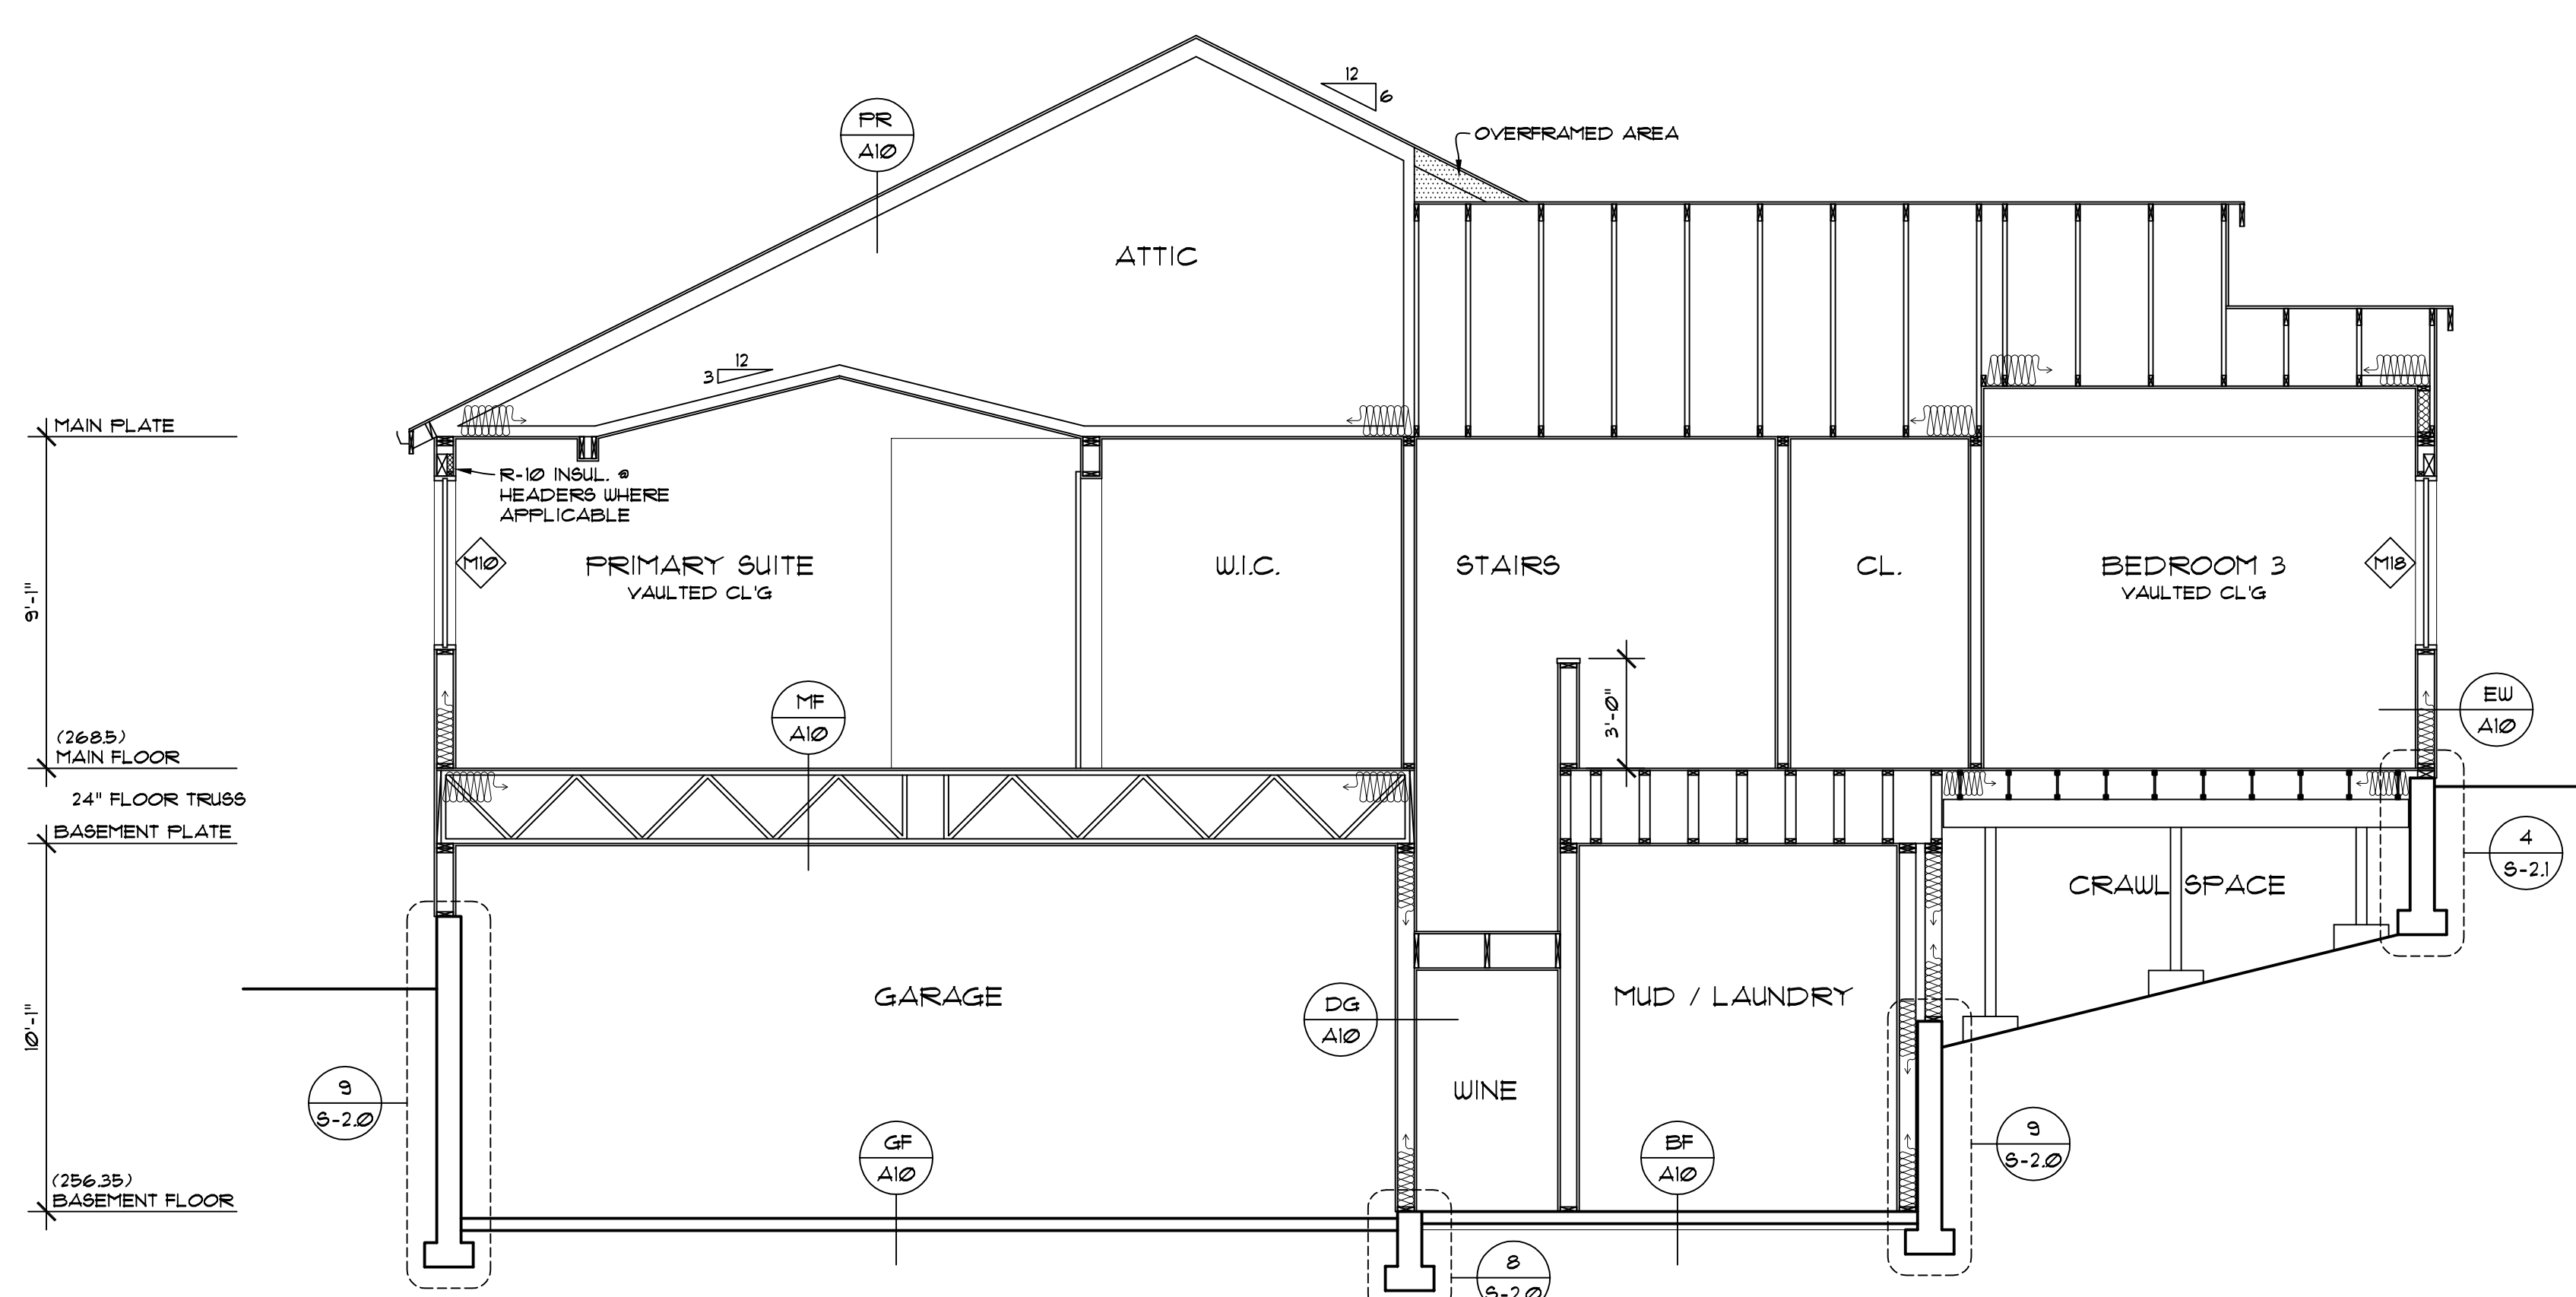 12
6
PR
A10
OVERFRAMED AREA
ATTIC
12
3
MAIN PLATE
R-10 INSUL. @
HEADERS WHERE
APPLICABLE
M10
PRIMARY SUITE
VAULTED CL'G
W.I.C.
STAIRS
CL.
BEDROOM 3
VAULTED CL'G
M18
9'-1"
MF
A10
3'-0"
EW
A10
(268.5)
MAIN FLOOR
24" FLOOR TRUSS
BASEMENT PLATE
4
S-2.1
CRAWL SPACE
GARAGE
DG
A10
MUD / LAUNDRY
10'-1"
9
S-2.0
WINE
GF
A10
BF
A10
9
S-2.0
(256.35)
BASEMENT FLOOR
8
S-2.0